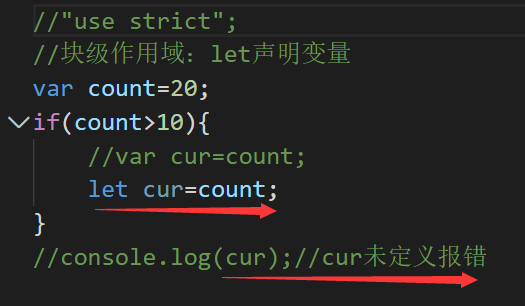 //"use strict";
//块级作用域：let声明变量
var count=20;
if(count>10){
    //var cur=count;
    let cur=count;
}
//console.log(cur);//cur未定义报错